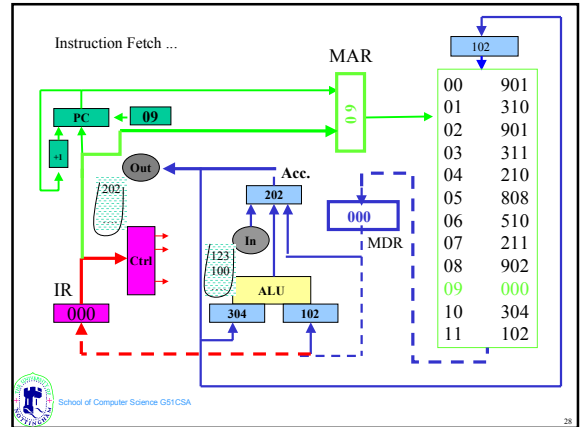 Instruction Fetch ...
MAR
102
PC
09
09
+1
Out
Acc.
202
202
000
MDR
In
Ctrl
123
100
ALU
IR
000
304
102
00 901
01 310
02 901
03 311
04 210
05 808
06 510
07 211
08 902
09 000
10 304
11 102
NOTTINGHAM
School of Computer Science G51CSA
28